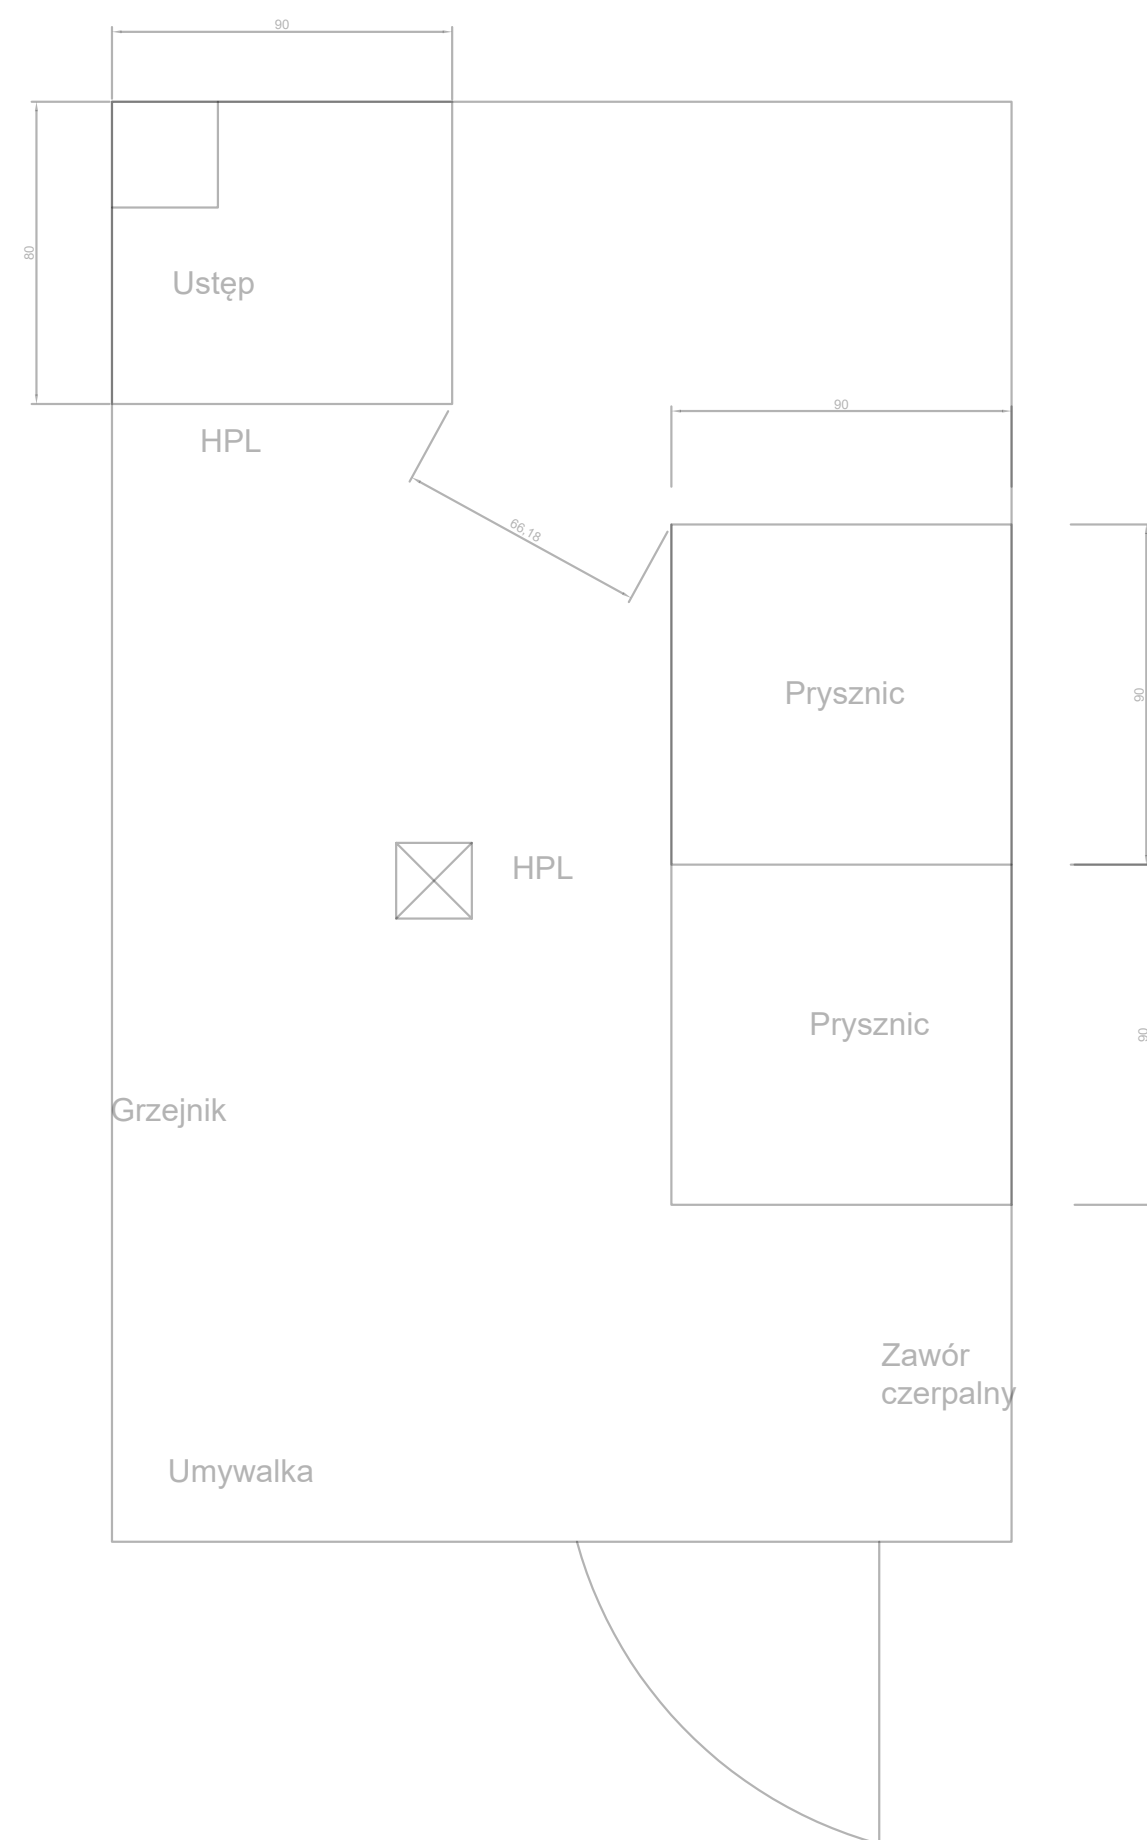 90
80
Ustęp
HPL
90
66,18
Prysznic
90
HPL
Prysznic
90
Grzejnik
Zawór
czerpalny
Umywalka